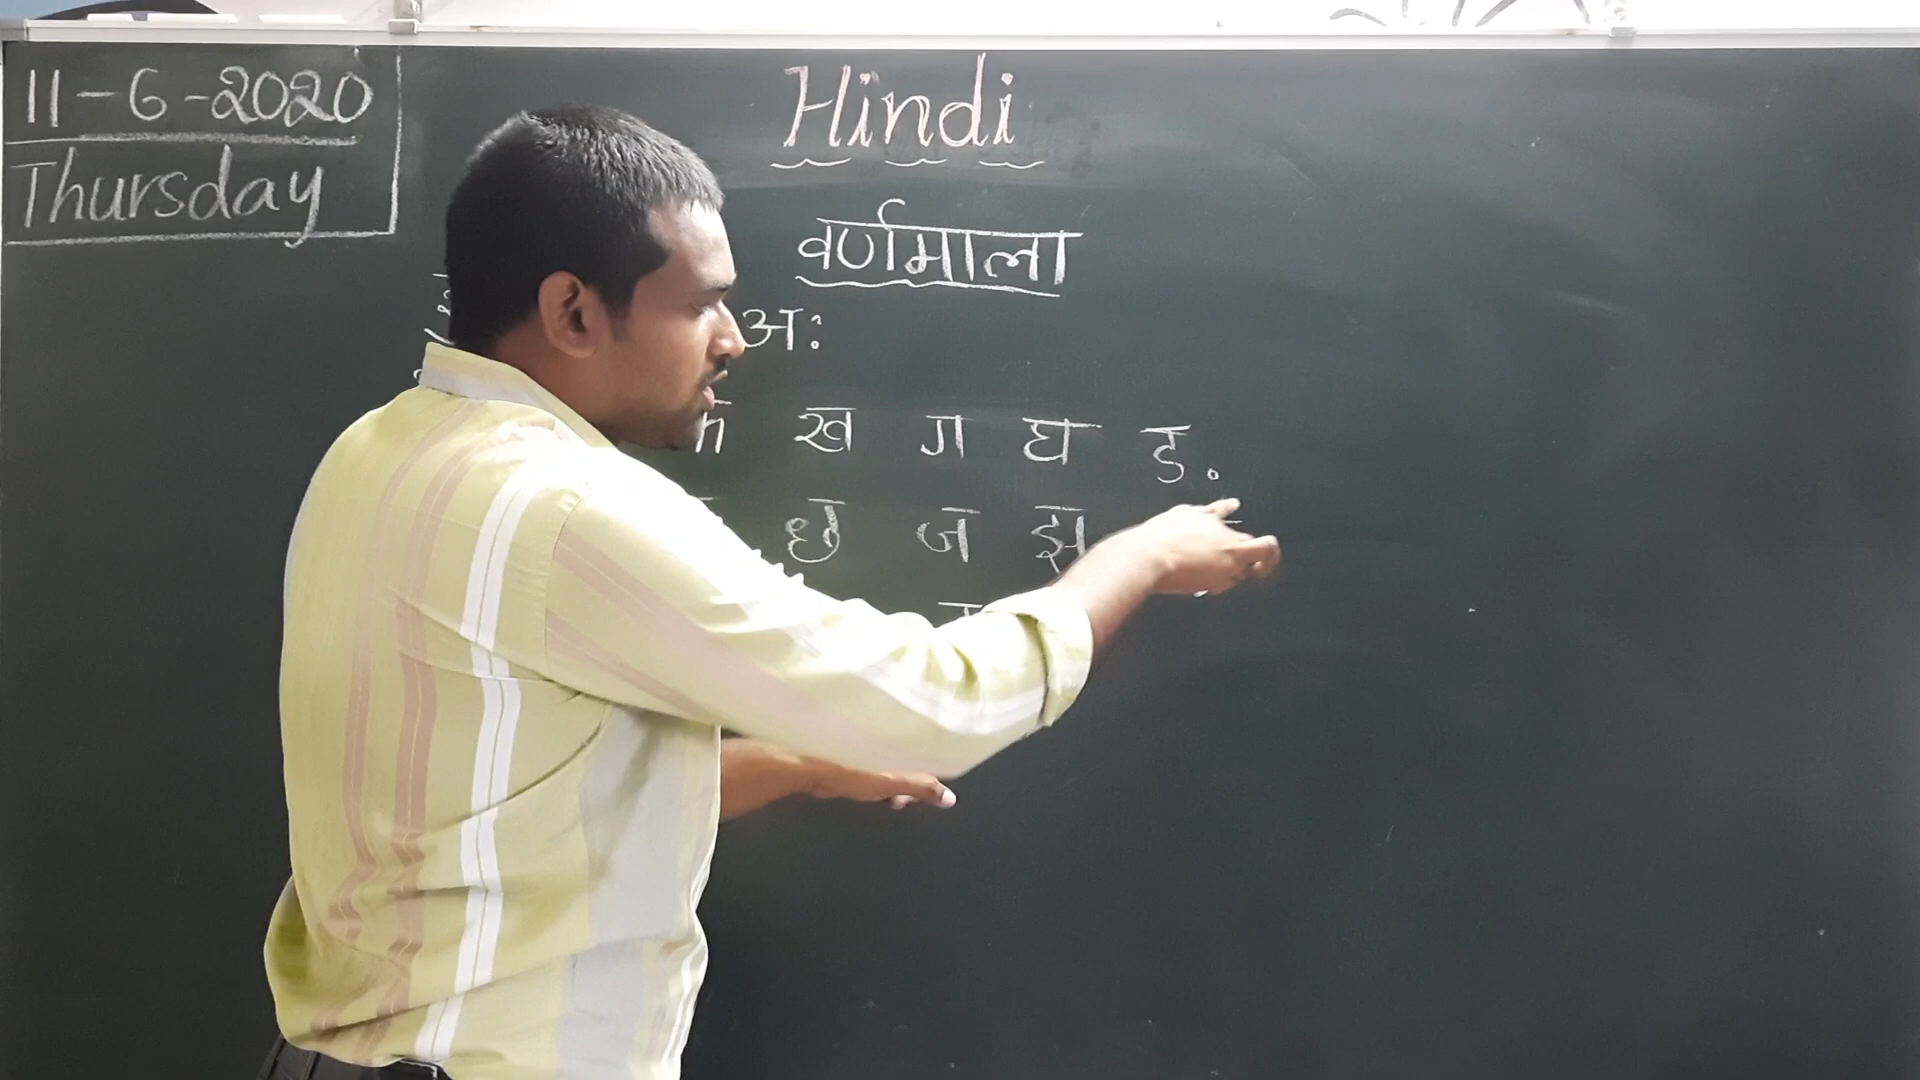 11-6-2020
Thursday
Hindi
वर्णमाला
अः
ख ग घ ङ
छ ज झ